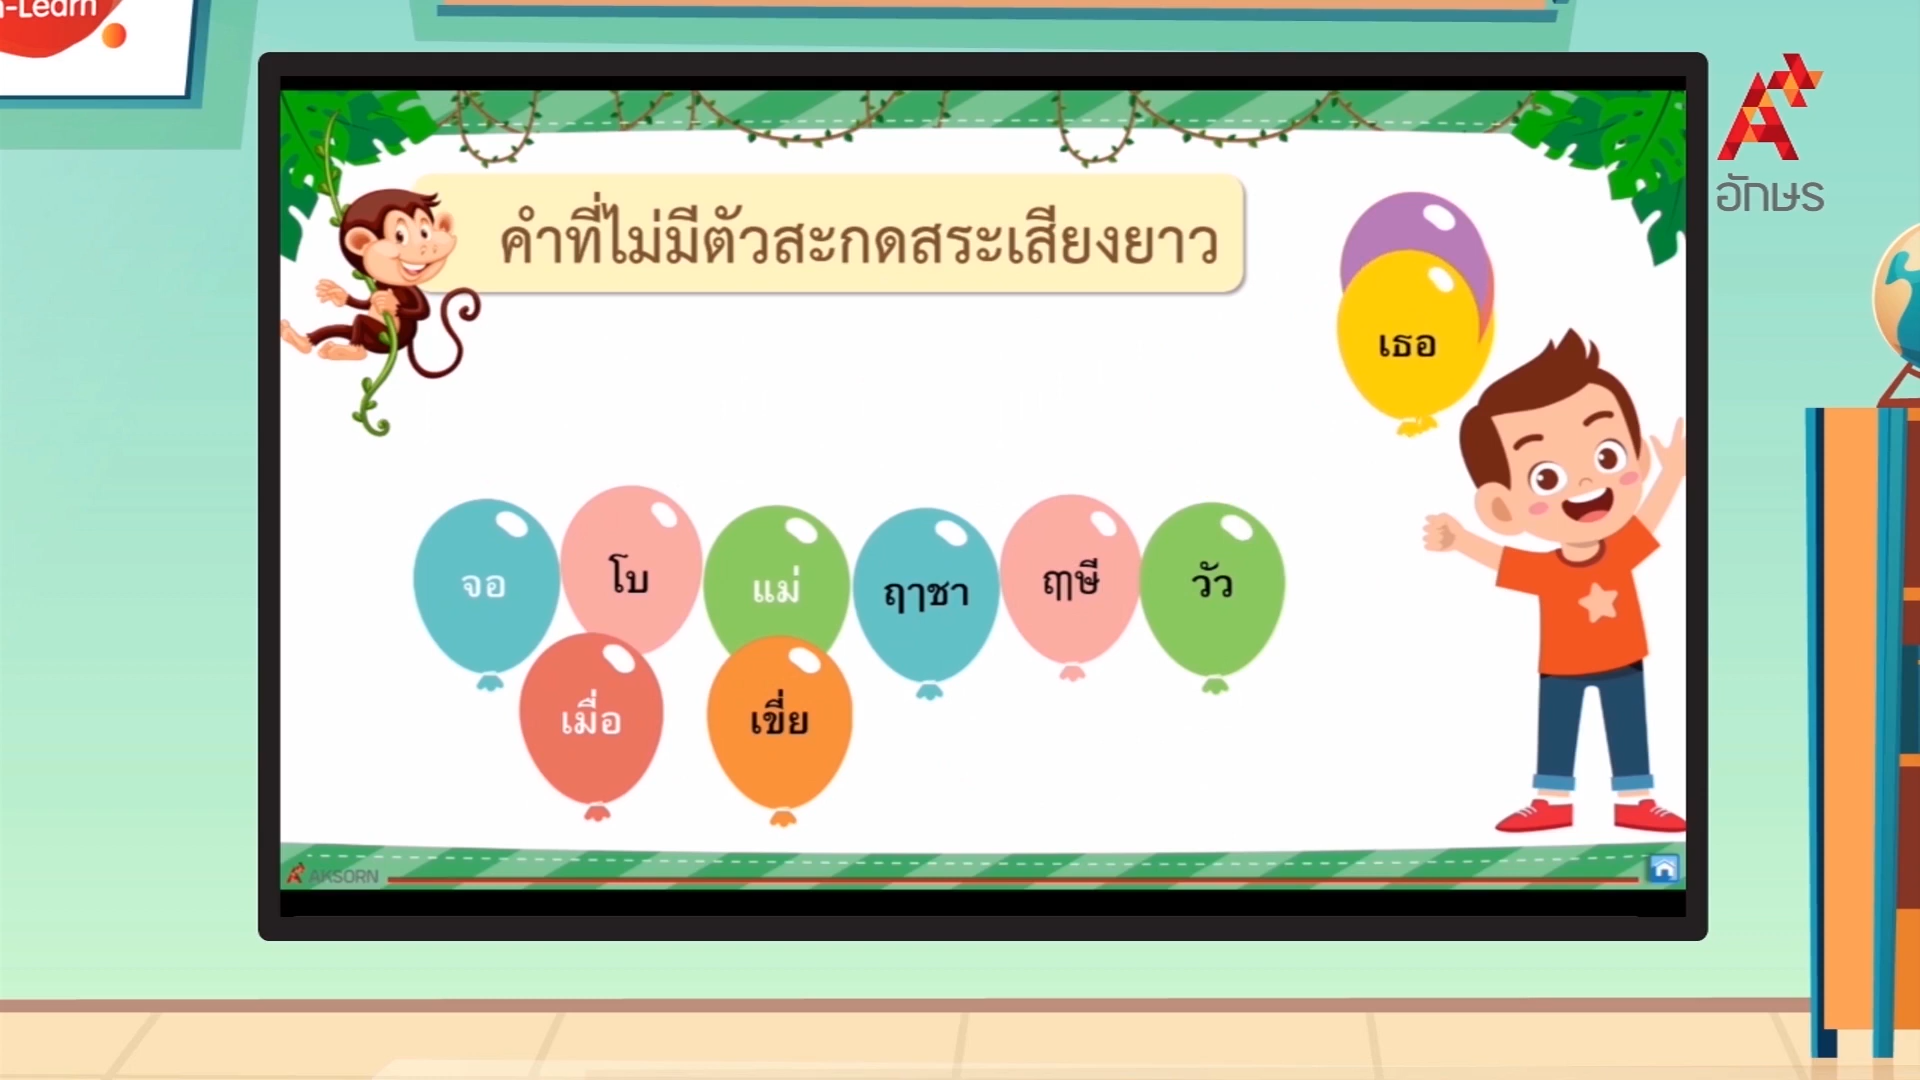 -Learn
อักษร
คำที่ไม่มีตัวสะกดสระเสียงยาว
เธอ
จอ
โบ
แม่
ฤๅชา
ฤๅษี
วัว
เมื่อ
เขี่ย
AKSORN